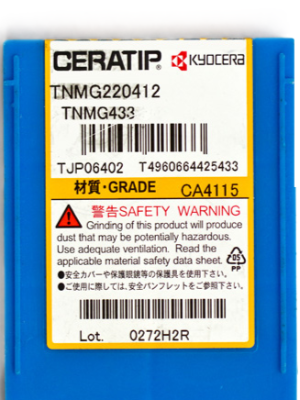 CERATIP® KYOCERA
TNMG220412
TNMG433
TJP06402 T4960664425433
材質・GRADE CA4115
警告SAFETY WARNING
Grinding of this product will produce
dust that may be potentially hazardous.
Use adequate ventilation. Read the
applicable material safety data sheet.
05
PP
●安全カバーや保護眼鏡等の保護具を使用下さい。
●ご使用に際しては、安全パンフレットをご参照下さい。
Lot. 0272H2R